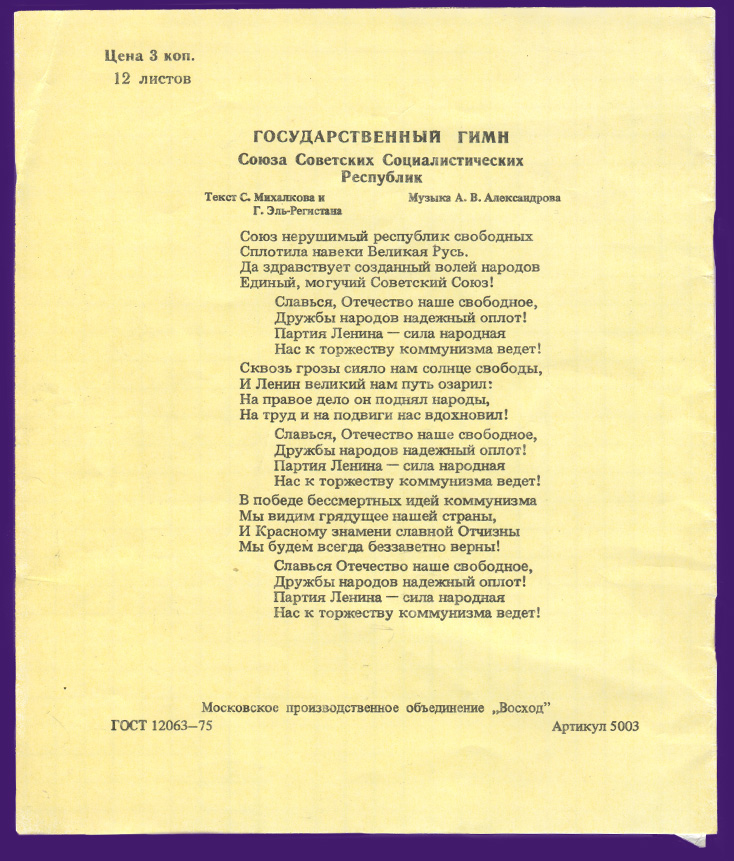 Цена 3 коп.
12 листов
ГОСУДАРСТВЕННЫЙ ГИМН
Союза Советских Социалистических
Республик
Текст С. Михалкова и
Г. Эль-Регистана
Музыка А. В. Александрова
Союз нерушимый республик свободных
Сплотила навеки Великая Русь.
Да здравствует созданный волей народов
Единый, могучий Советский Союз!
Славься, Отечество наше свободное,
Дружбы народов надежный оплот!
Партия Ленина — сила народная
Нас к торжеству коммунизма ведет!
Сквозь грозы сияло нам солнце свободы,
И Ленин великий нам путь озарил:
На правое дело он поднял народы,
На труд и на подвиги нас вдохновил!
Славься, Отечество наше свободное,
Дружбы народов надежный оплот!
Партия Ленина — сила народная
Нас к торжеству коммунизма ведет!
В победе бессмертных идей коммунизма
Мы видим грядущее нашей страны,
И Красному знамени славной Отчизны
Мы будем всегда беззаветно верны!
Славься Отечество наше свободное,
Дружбы народов надежный оплот!
Партия Ленина — сила народная
Нас к торжеству коммунизма ведет!
Московское производственное объединение „Восход"
ГОСТ 12063—75
Артикул 5003